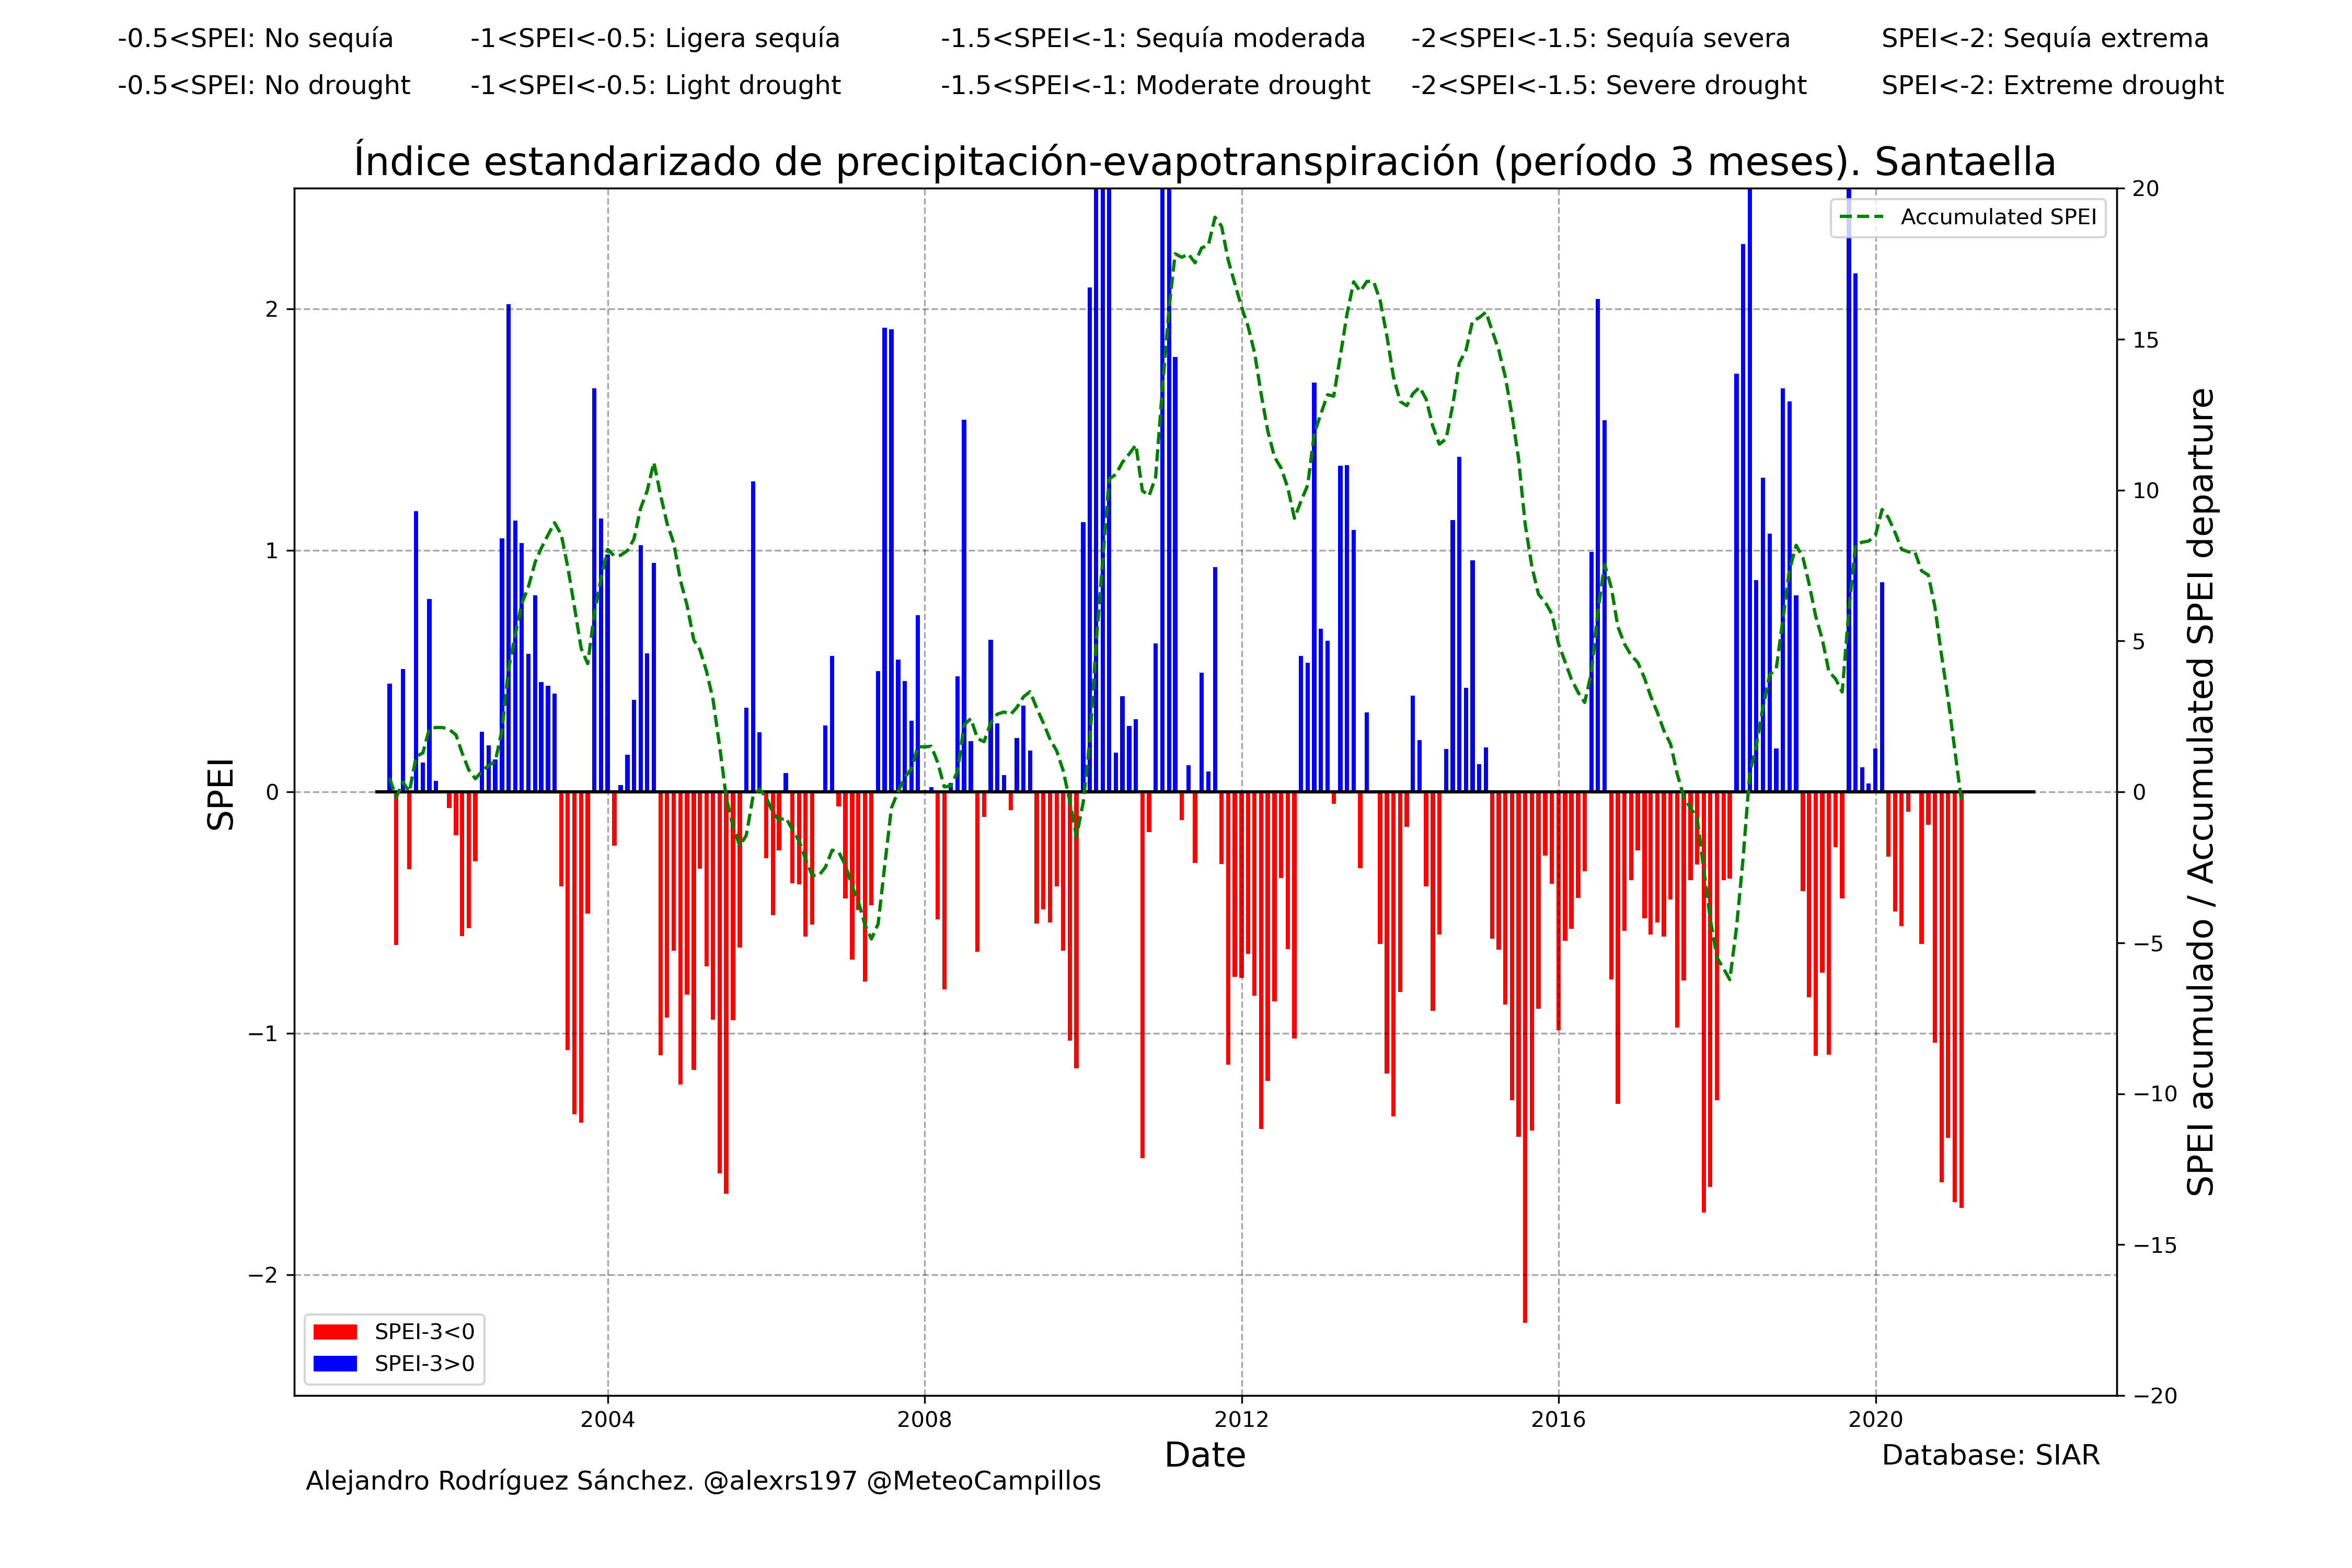 -0.5<SPEI: No sequía -1<SPEI<-0.5: Ligera sequía -1.5<SPEI<-1: Sequía moderada -2<SPEI<-1.5: Sequía severa SPEI<-2: Sequía extrema
-0.5<SPEI: No drought -1<SPEI<-0.5: Light drought -1.5<SPEI<-1: Moderate drought -2<SPEI<-1.5: Severe drought SPEI<-2: Extreme drought
Índice estandarizado de precipitación-evapotranspiración (período 3 meses). Santaella
Accumulated SPEI
SPEI
2
1
0
−1
−2
20
15
10
5
0
−5
−10
−15
−20
SPEI acumulado / Accumulated SPEI departure
SPEI-3<0
SPEI-3>0
2004 2008 2012 2016 2020
Date
Database: SIAR
Alejandro Rodríguez Sánchez. @alexrs197 @MeteoCampillos